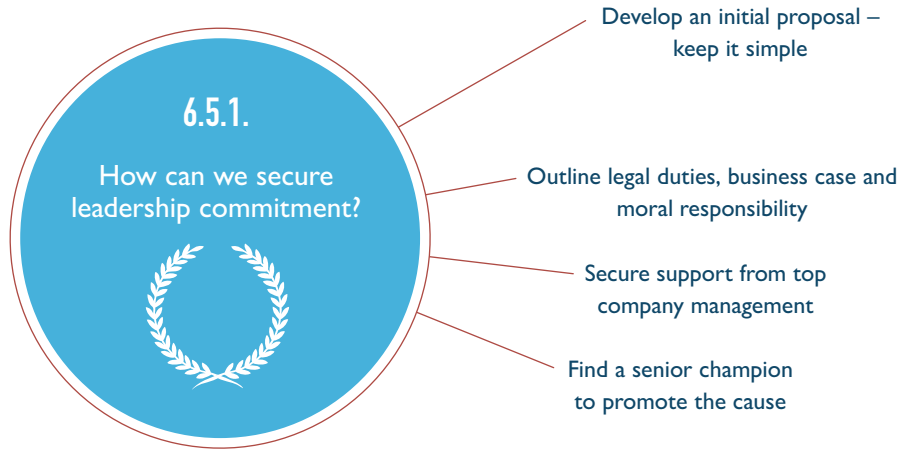 6.5.1.
How can we secure
leadership commitment?
Develop an initial proposal –
keep it simple
Outline legal duties, business case and
moral responsibility
Secure support from top
company management
Find a senior champion
to promote the cause